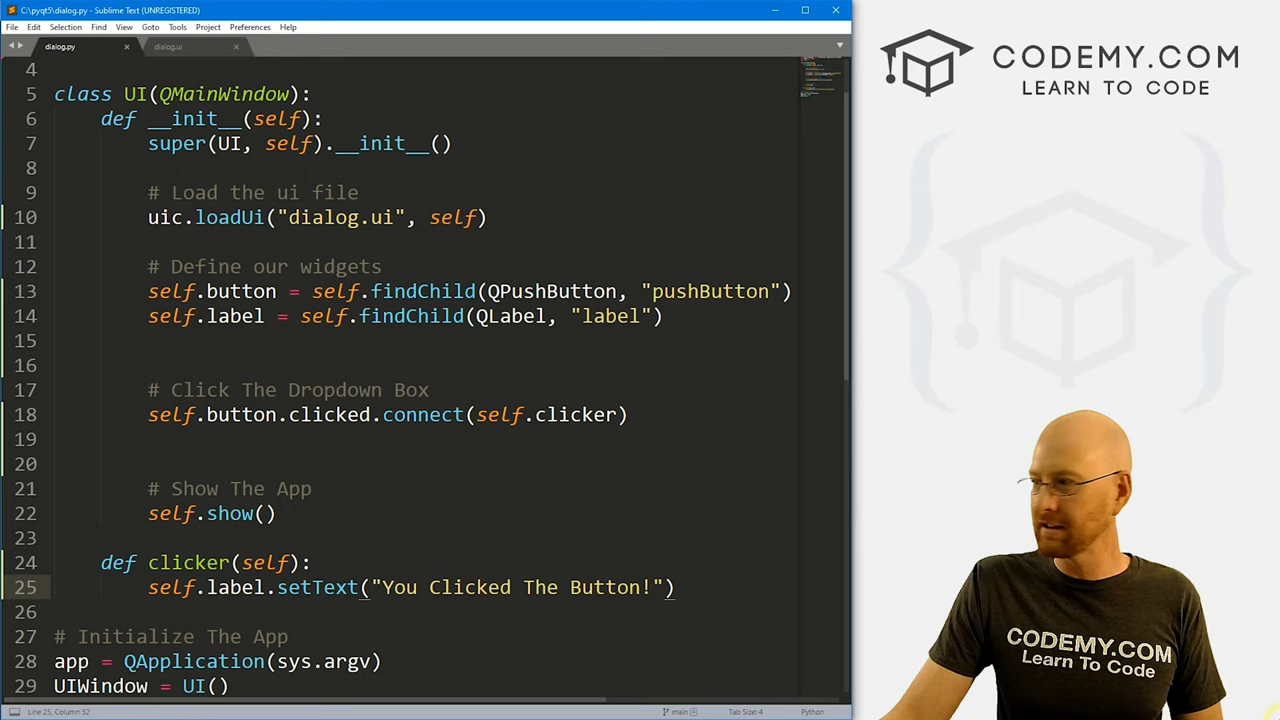 C:\pyqt5\dialog.py - Sublime Text (UNREGISTERED)
File Edit Selection Find View Goto Tools Project Preferences Help
dialog.py dialog.ui
4
5 class UI(QMainWindow):
6 def __init__(self):
7 super(UI, self).__init__()
8
9 # Load the ui file
10 uic.loadUi("dialog.ui", self)
11
12 # Define our widgets
13 self.button = self.findChild(QPushButton, "pushButton")
14 self.label = self.findChild(QLabel, "label")
15
16
17 # Click The Dropdown Box
18 self.button.clicked.connect(self.clicker)
19
20
21 # Show The App
22 self.show()
23
24 def clicker(self):
25 self.label.setText("You Clicked The Button!")
26
27 # Initialize The App
28 app = QApplication(sys.argv)
29 UIWindow = UI()
Line 25, Column 52 main 4 Tab Size: 4 Python
CODEMY.COM
LEARN TO CODE
CODEMY.COM
Learn To Code